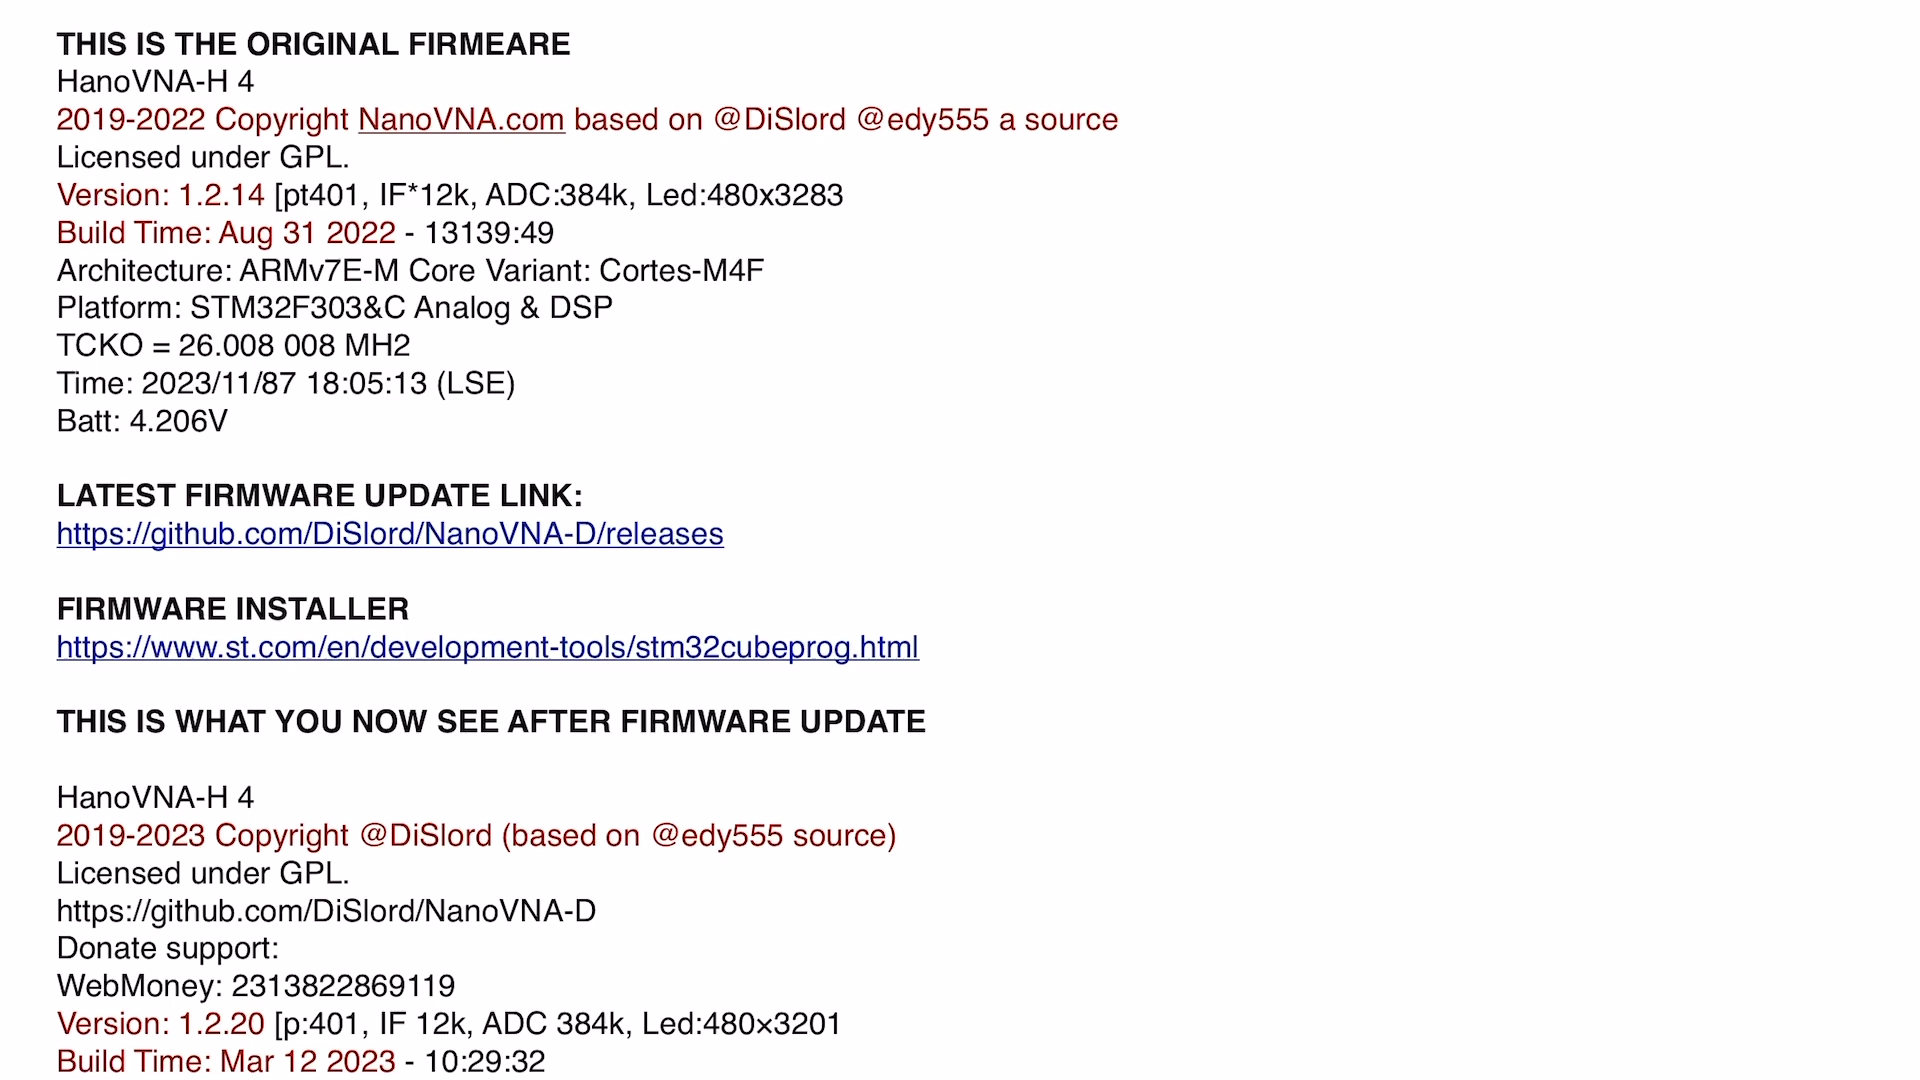 THIS IS THE ORIGINAL FIRMEARE
HanoVNA-H 4
2019-2022 Copyright NanoVNA.com based on @DiSlord @edy555 a source
Licensed under GPL.
Version: 1.2.14 [pt401, IF*12k, ADC:384k, Led:480x3283
Build Time: Aug 31 2022 - 13139:49
Architecture: ARMv7E-M Core Variant: Cortes-M4F
Platform: STM32F303&C Analog & DSP
TCKO = 26.008 008 MH2
Time: 2023/11/87 18:05:13 (LSE)
Batt: 4.206V
LATEST FIRMWARE UPDATE LINK:
https://github.com/DiSlord/NanoVNA-D/releases
FIRMWARE INSTALLER
https://www.st.com/en/development-tools/stm32cubeprog.html
THIS IS WHAT YOU NOW SEE AFTER FIRMWARE UPDATE
HanoVNA-H 4
2019-2023 Copyright @DiSlord (based on @edy555 source)
Licensed under GPL.
https://github.com/DiSlord/NanoVNA-D
Donate support:
WebMoney: 2313822869119
Version: 1.2.20 [p:401, IF 12k, ADC 384k, Led:480×3201
Build Time: Mar 12 2023 - 10:29:32